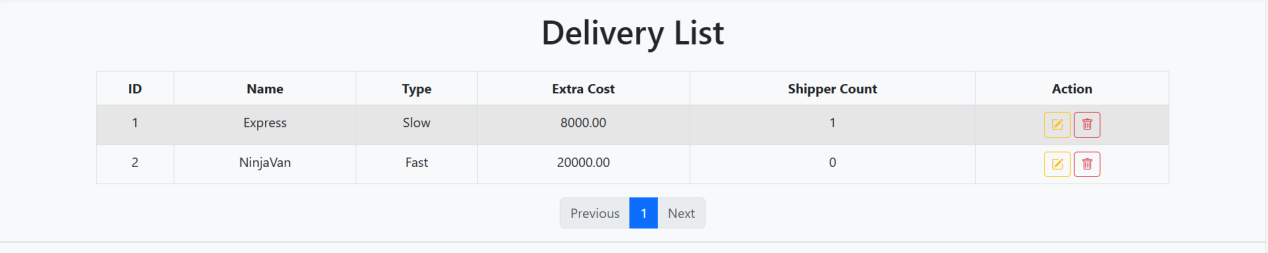 Delivery List
ID Name Type Extra Cost Shipper Count Action
1 Express Slow 8000.00 1
2 NinjaVan Fast 20000.00 0
Previous 1 Next